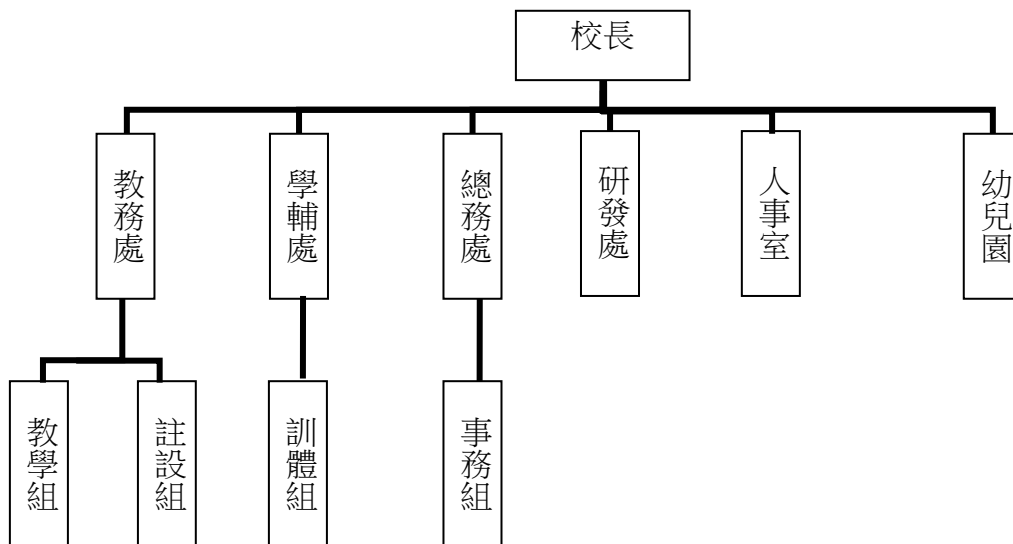 校長
教務處
學輔處
總務處
研發處
人事室
幼兒園
教學組
註設組
訓體組
事務組